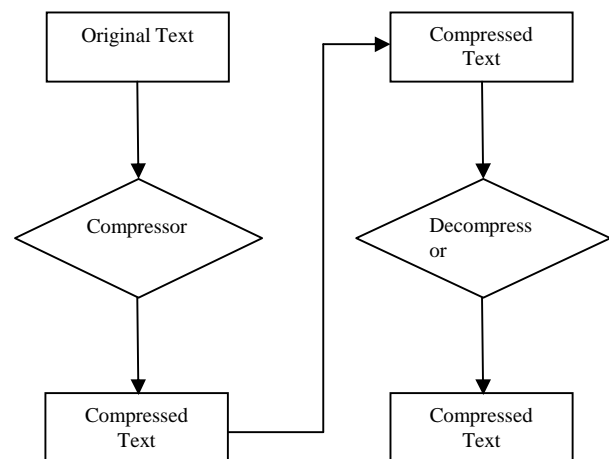 Original Text
Compressor
Compressed
Text
Compressed
Text
Decompress
or
Compressed
Text